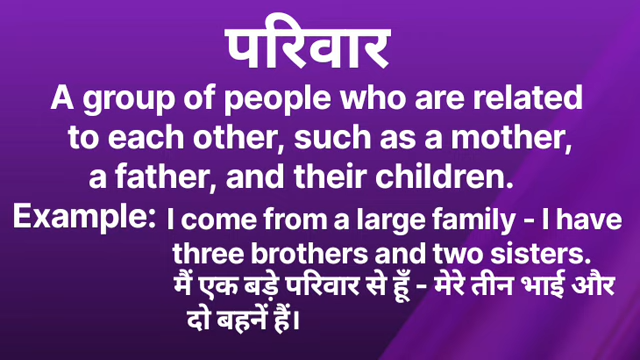 परिवार
A group of people who are related
to each other, such as a mother,
a father, and their children.
Example: I come from a large family - I have
three brothers and two sisters.
मैं एक बड़े परिवार से हूँ - मेरे तीन भाई और
दो बहनें हैं।